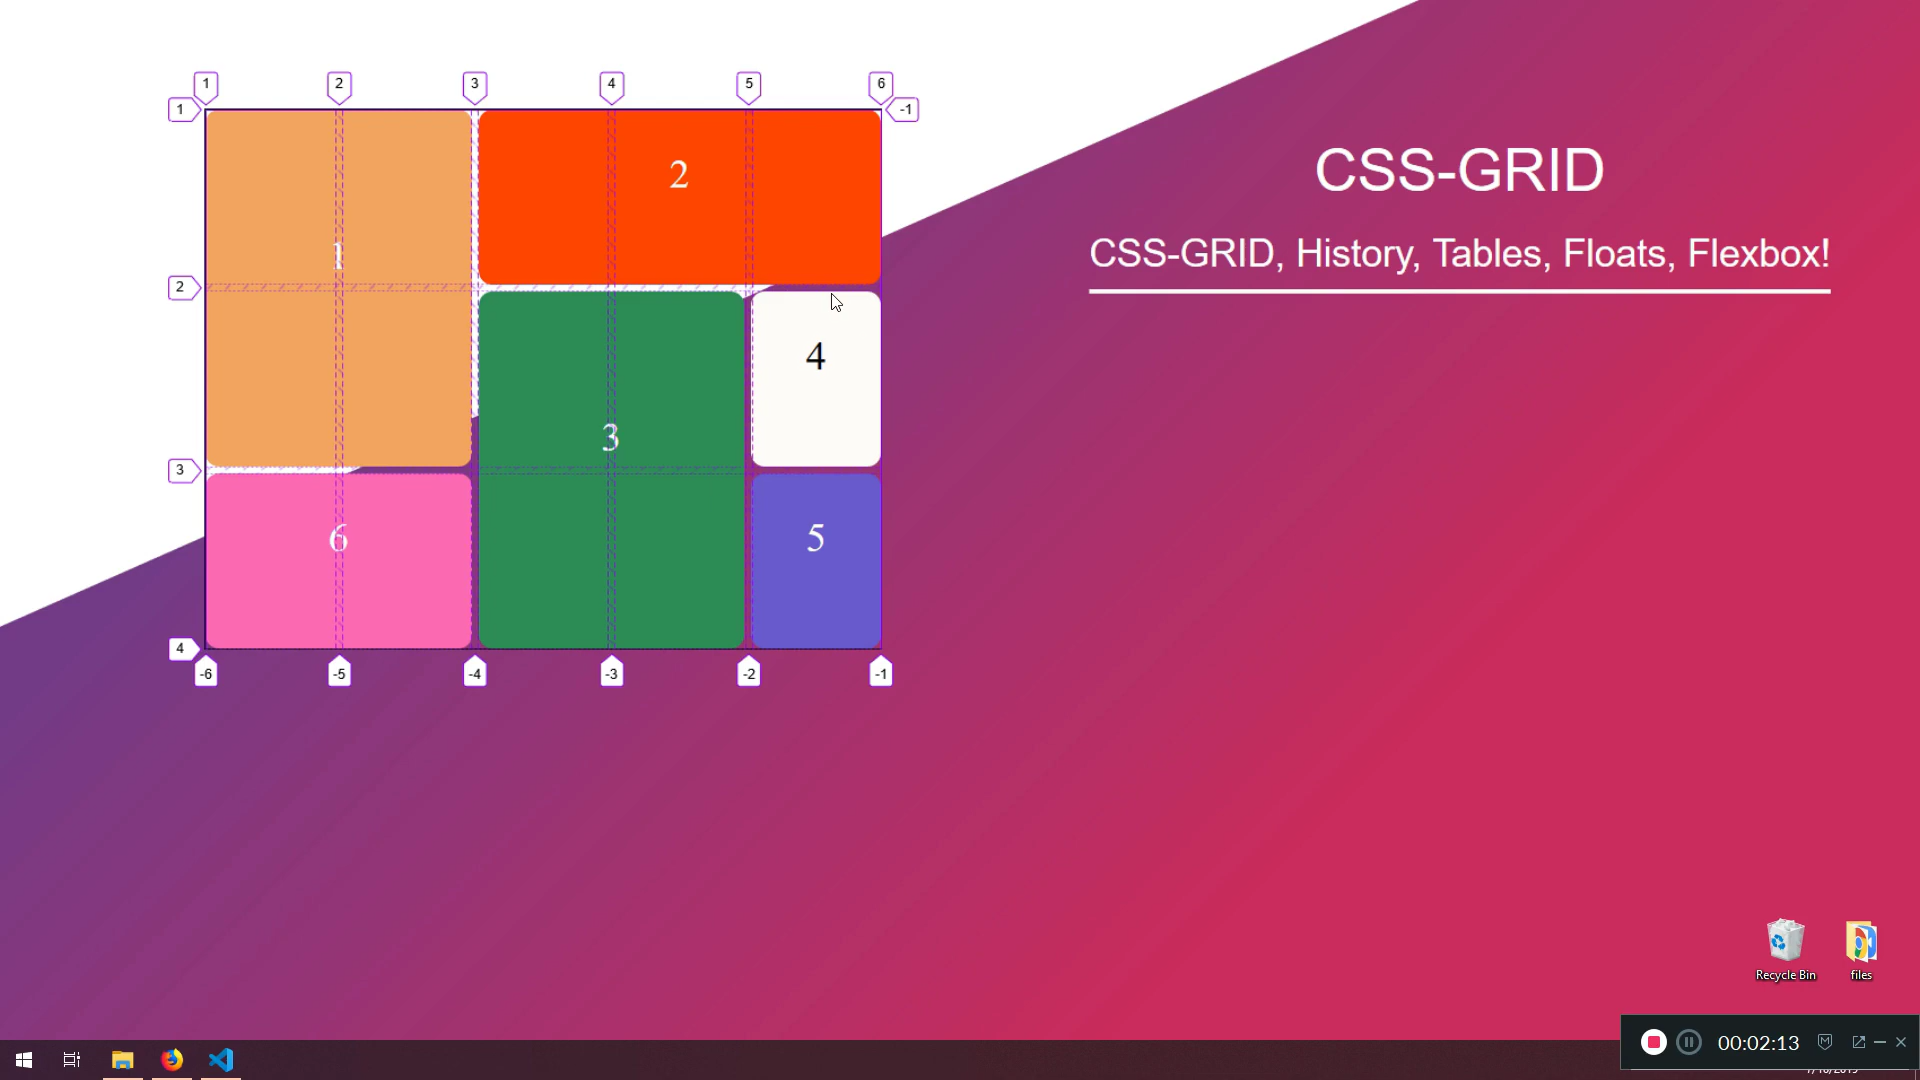 1 2 3 4 5 6
1 -1
2
1
2
4
3
3
6 5
4
-6 -5 -4 -3 -2 -1
CSS-GRID
CSS-GRID, History, Tables, Floats, Flexbox!
Recycle Bin files
00:02:13